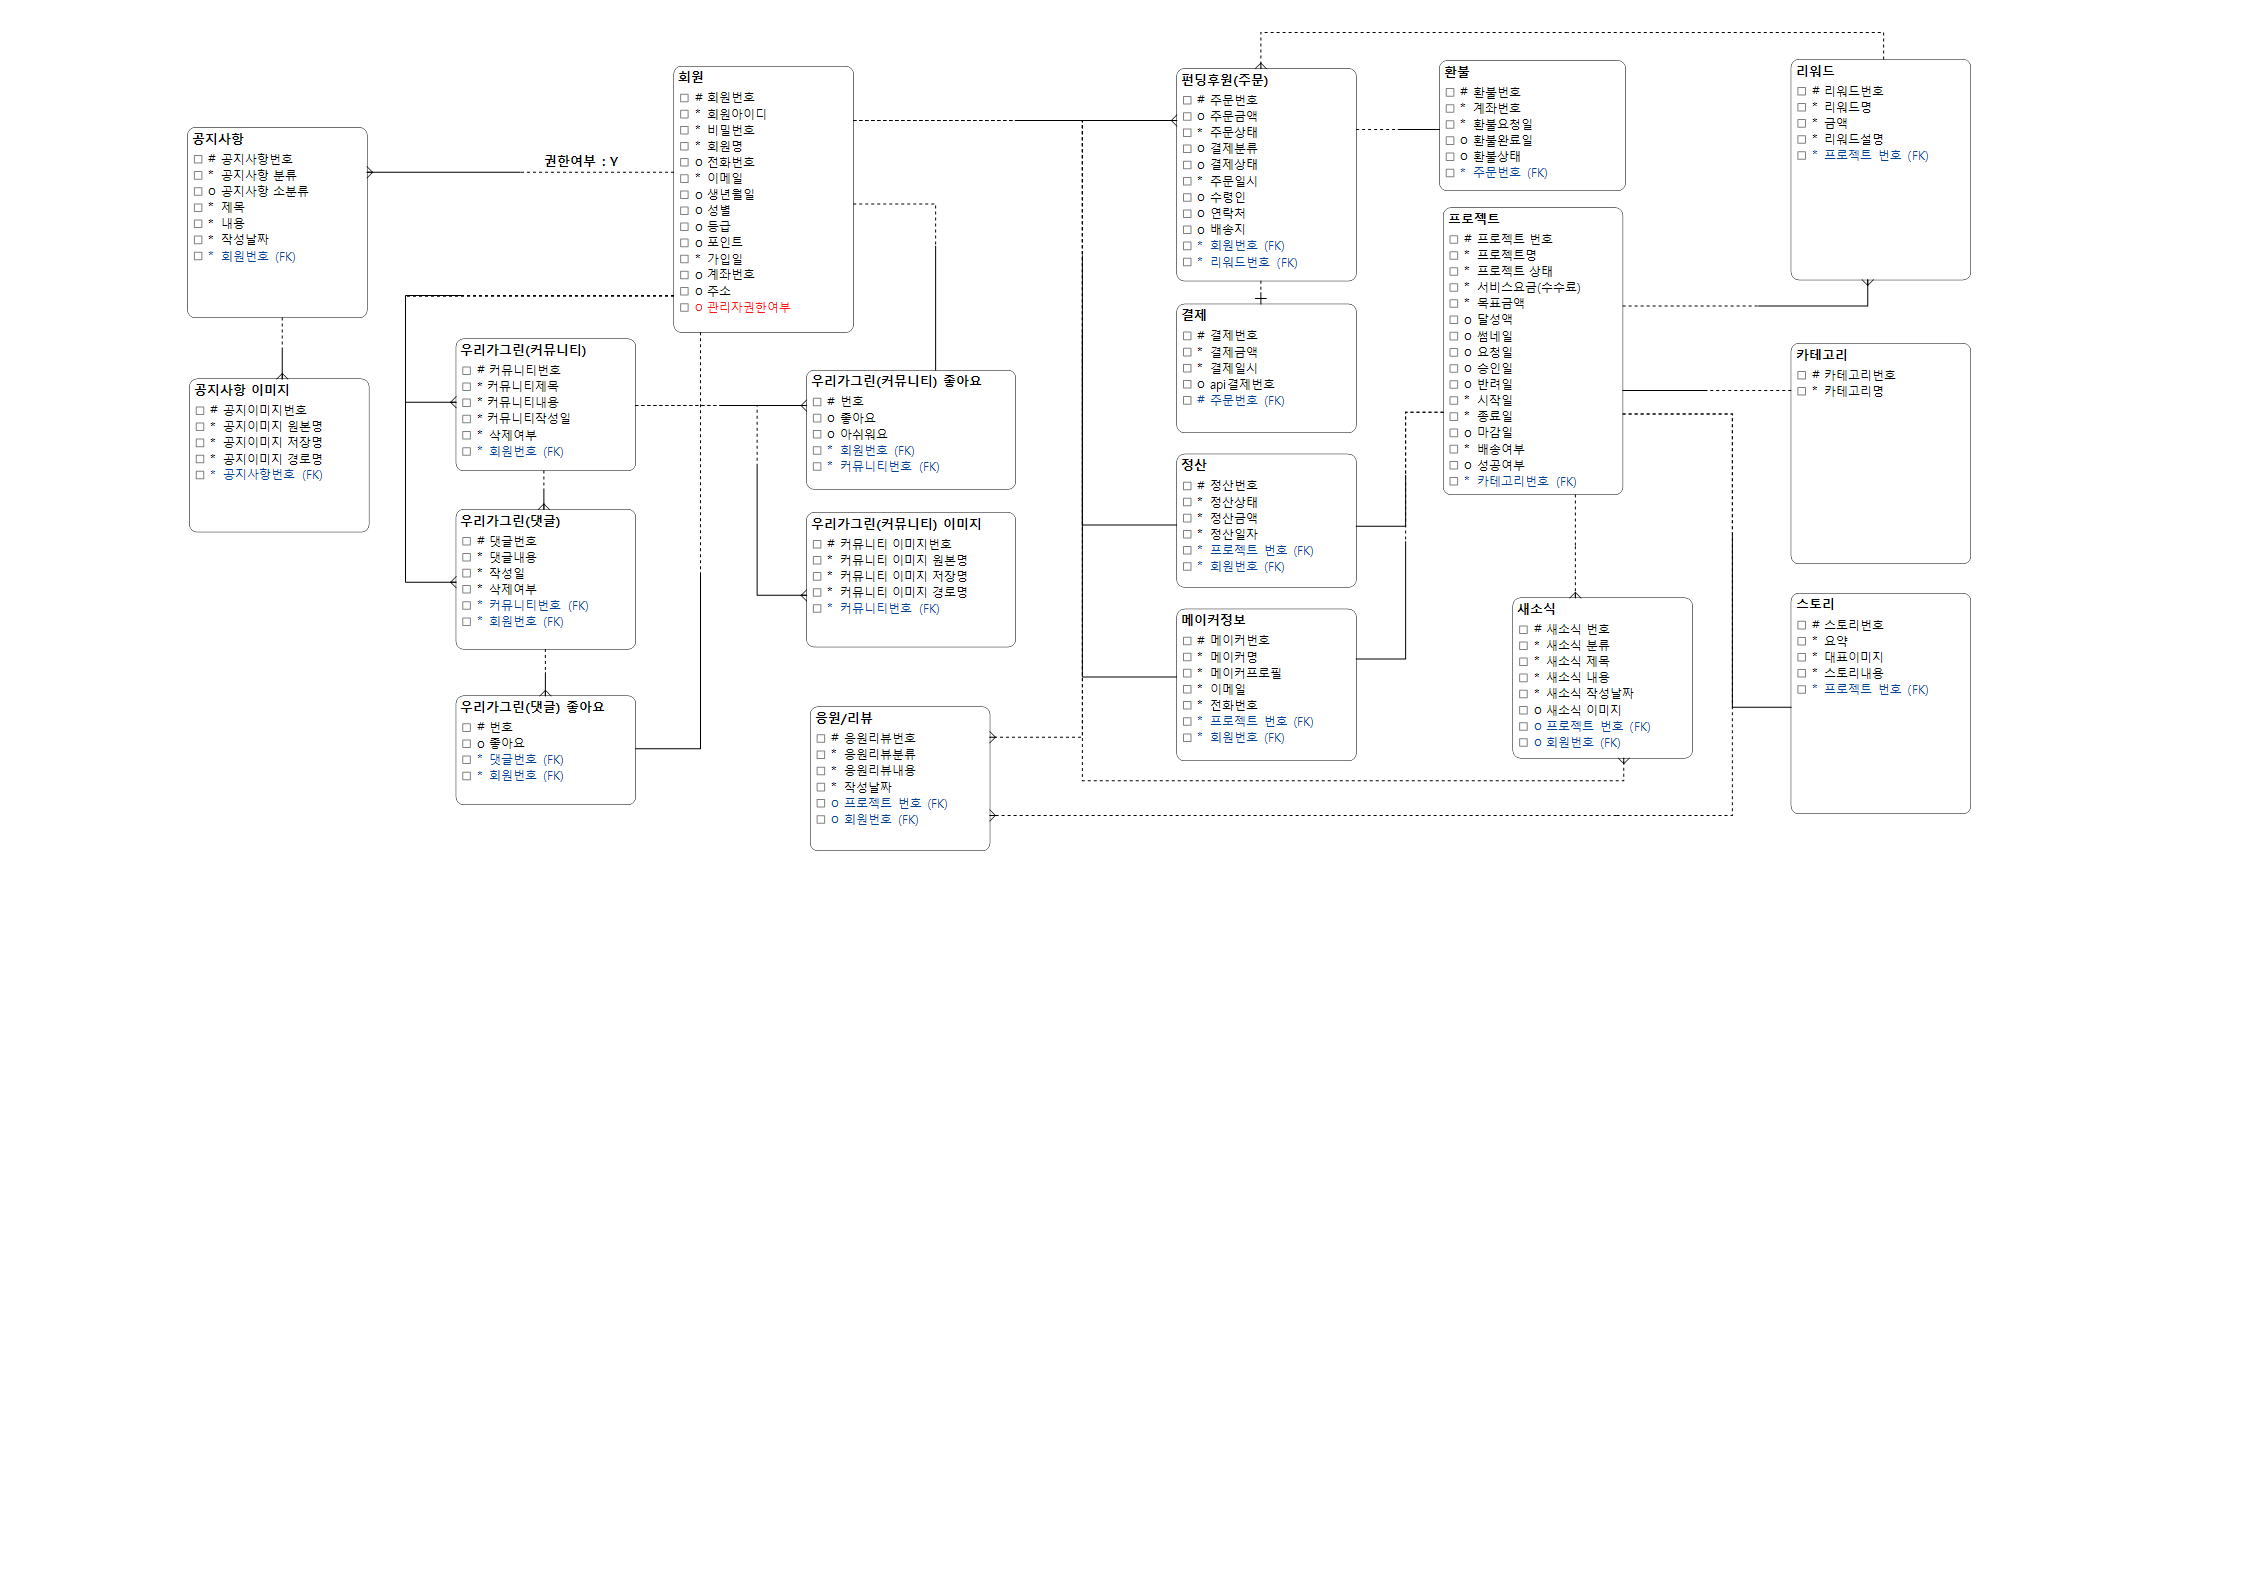 공지사항
# 공지사항번호
* 공지사항 분류
o 공지사항 소분류
* 제목
* 내용
* 작성날짜
* 회원번호 (FK)
공지사항 이미지
# 공지이미지번호
* 공지이미지 원본명
* 공지이미지 저장명
* 공지이미지 경로명
* 공지사항번호 (FK)
권한여부 : Y
회원
# 회원번호
* 회원아이디
* 비밀번호
* 회원명
o 전화번호
* 이메일
o 생년월일
o 성별
o 등급
o 포인트
* 가입일
o 계좌번호
o 주소
o 관리자권한여부
우리가그린(커뮤니티)
# 커뮤니티번호
* 커뮤니티제목
* 커뮤니티내용
* 커뮤니티작성일
* 삭제여부
* 회원번호 (FK)
우리가그린(댓글)
# 댓글번호
* 댓글내용
* 작성일
* 삭제여부
* 커뮤니티번호 (FK)
* 회원번호 (FK)
우리가그린(댓글) 좋아요
# 번호
o 좋아요
* 댓글번호 (FK)
* 회원번호 (FK)
우리가그린(커뮤니티) 좋아요
# 번호
o 좋아요
o 아쉬워요
* 회원번호 (FK)
* 커뮤니티번호 (FK)
우리가그린(커뮤니티) 이미지
# 커뮤니티 이미지번호
* 커뮤니티 이미지 원본명
* 커뮤니티 이미지 저장명
* 커뮤니티 이미지 경로명
* 커뮤니티번호 (FK)
응원/리뷰
# 응원리뷰번호
* 응원리뷰분류
* 응원리뷰내용
* 작성날짜
o 프로젝트 번호 (FK)
o 회원번호 (FK)
펀딩후원(주문)
# 주문번호
o 주문금액
* 주문상태
o 결제분류
o 결제상태
* 주문일시
o 수령인
o 연락처
o 배송지
* 회원번호 (FK)
* 리워드번호 (FK)
결제
# 결제번호
* 결제금액
* 결제일시
o api결제번호
# 주문번호 (FK)
정산
# 정산번호
* 정산상태
* 정산금액
* 정산일자
* 프로젝트 번호 (FK)
* 회원번호 (FK)
메이커정보
# 메이커번호
* 메이커명
* 메이커프로필
* 이메일
* 전화번호
* 프로젝트 번호 (FK)
* 회원번호 (FK)
환불
# 환불번호
* 계좌번호
* 환불요청일
o 환불완료일
o 환불상태
* 주문번호 (FK)
프로젝트
# 프로젝트 번호
* 프로젝트명
* 프로젝트 상태
* 서비스요금(수수료)
* 목표금액
o 달성액
o 썸네일
o 요청일
o 승인일
o 반려일
* 시작일
* 종료일
o 마감일
* 배송여부
o 성공여부
* 카테고리번호 (FK)
새소식
# 새소식 번호
* 새소식 분류
* 새소식 제목
* 새소식 내용
* 새소식 작성날짜
o 새소식 이미지
o 프로젝트 번호 (FK)
o 회원번호 (FK)
리워드
# 리워드번호
* 리워드명
* 금액
* 리워드설명
* 프로젝트 번호 (FK)
카테고리
# 카테고리번호
* 카테고리명
스토리
# 스토리번호
* 요약
* 대표이미지
* 스토리내용
* 프로젝트 번호 (FK)